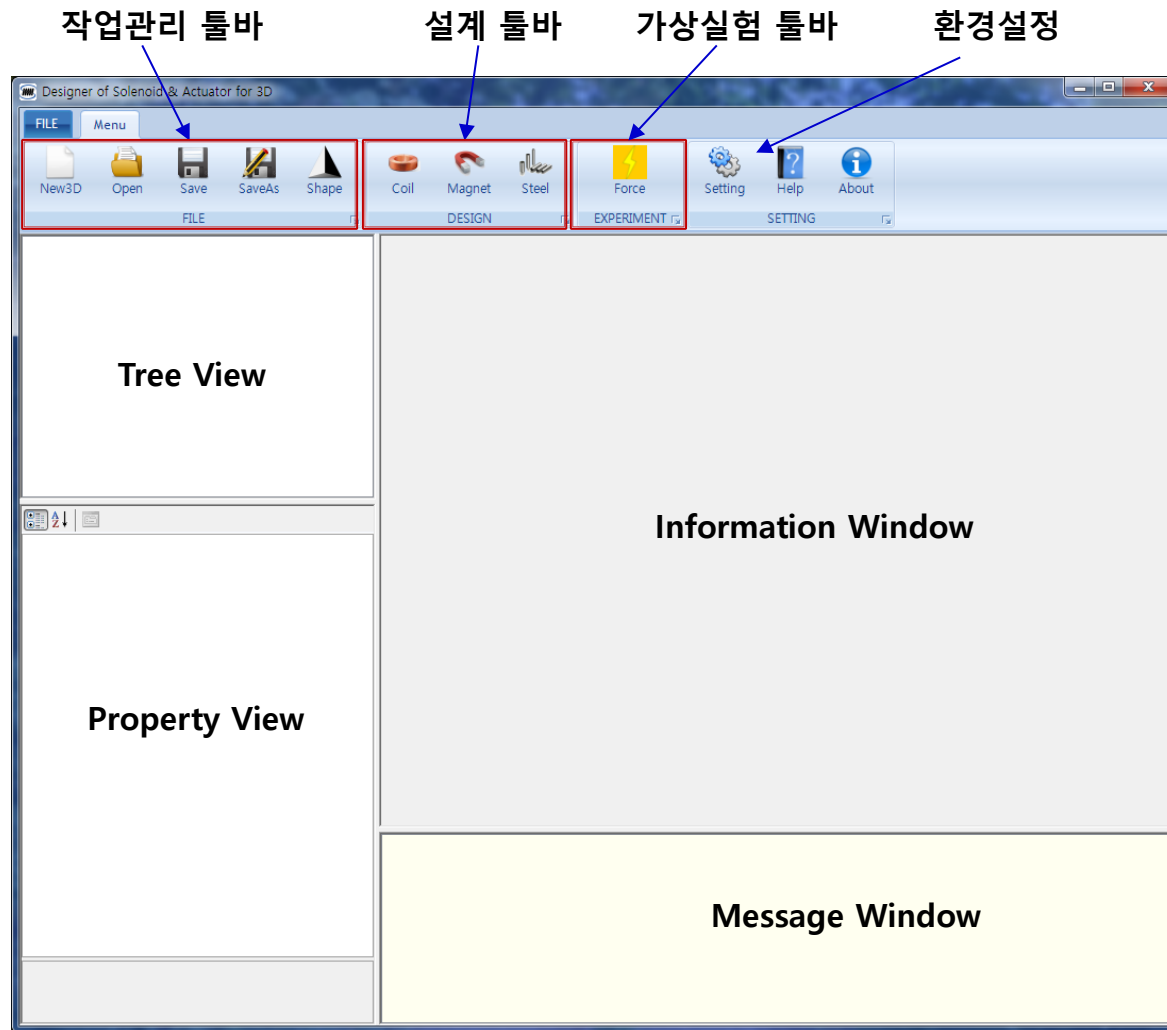 작업관리 툴바 설계 툴바 가상실험 툴바 환경설정
Designer of Solenoid & Actuator for 3D
FILE Menu
New3D Open Save SaveAs Shape Coil Magnet Steel Force Setting Help About
FILE DESIGN EXPERIMENT SETTING
Tree View
Information Window
Property View
Message Window